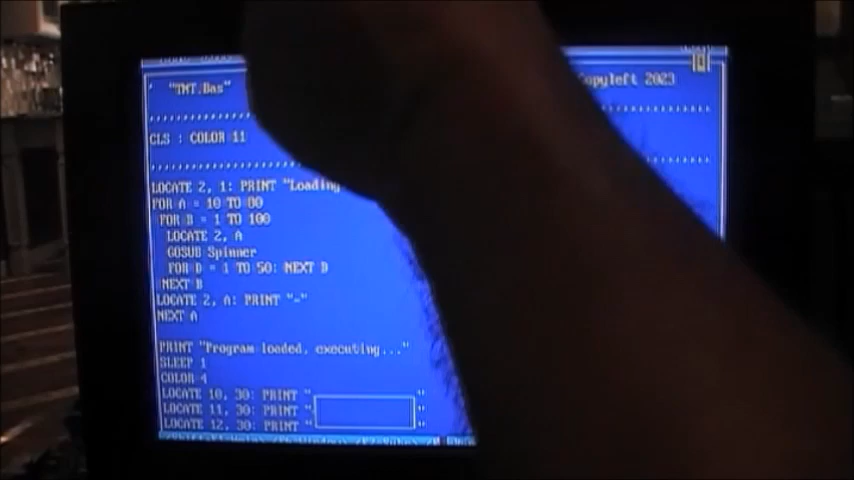 ' "TMT.Bas" Copyleft 2023
CLS : COLOR 11
LOCATE 2, 1: PRINT "Loading
FOR A = 10 TO 80
FOR B = 1 TO 100
LOCATE 2, A
GOSUB Spinner
FOR D = 1 TO 50: NEXT D
NEXT B
LOCATE 2, A: PRINT "-"
NEXT A
PRINT "Program loaded, executing..."
SLEEP 1
COLOR 4
LOCATE 10, 30: PRINT " "
LOCATE 11, 30: PRINT " "
LOCATE 12, 30: PRINT " "